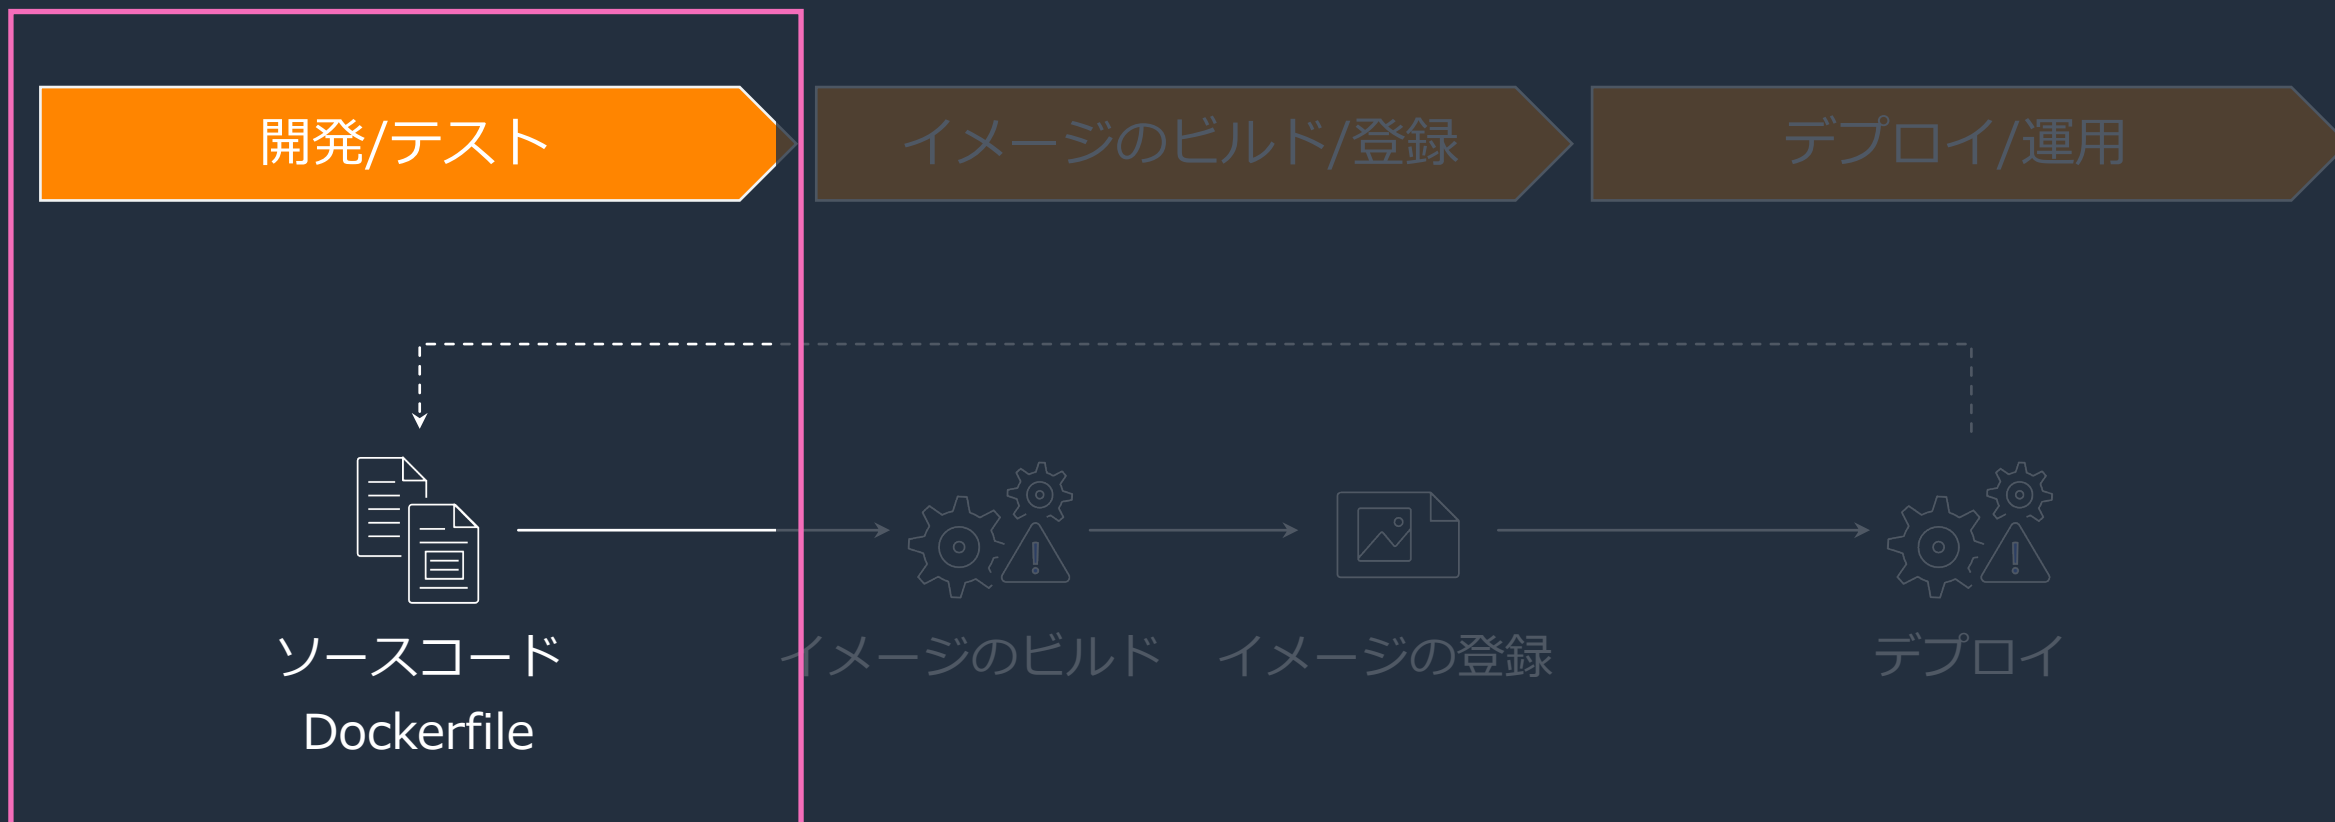 開発/テスト
イメージのビルド/登録
デプロイ/運用
ソースコード
Dockerfile
イメージのビルド
イメージの登録
デプロイ